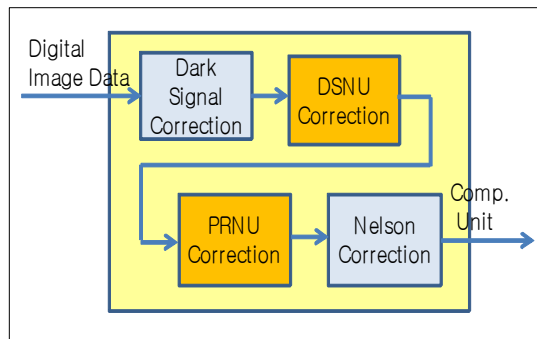 Digital
Image Data
Dark
Signal
Correction
DSNU
Correction
PRNU
Correction
Nelson
Correction
Comp.
Unit